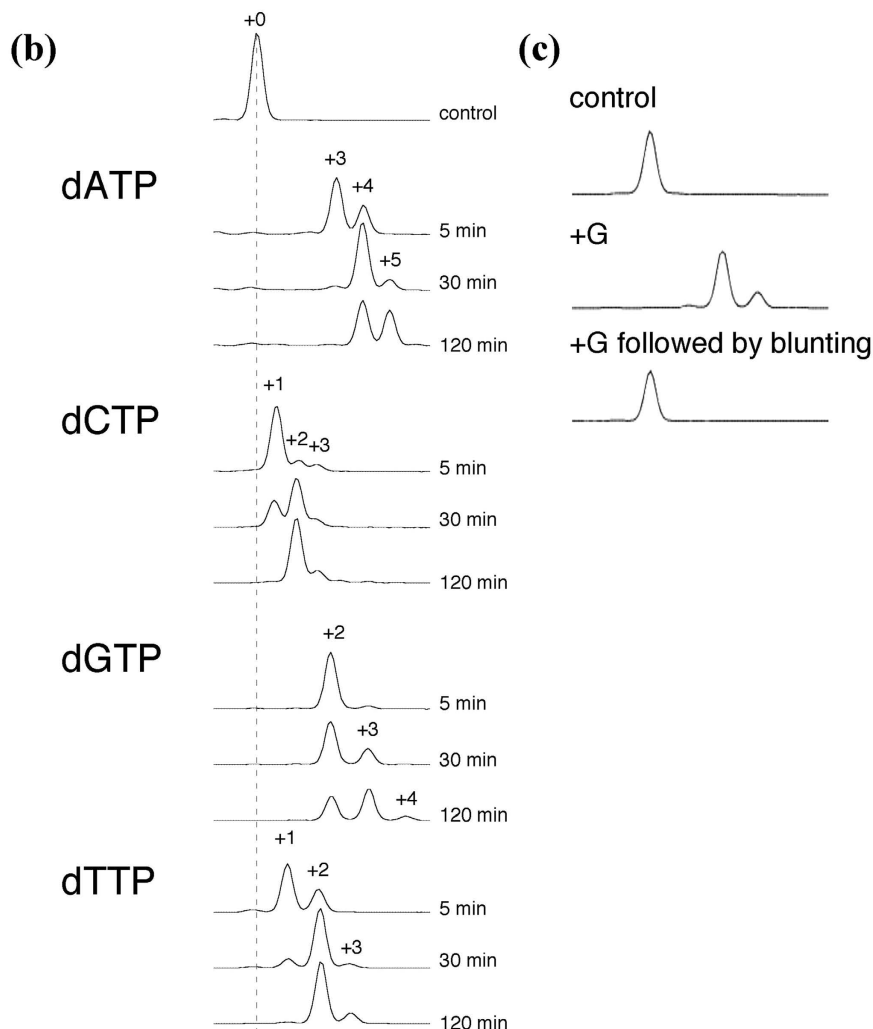 (b)
+0
control
dATP
+3
+4
5 min
+5
30 min
120 min
dCTP
+1
+2
+3
5 min
30 min
120 min
dGTP
+2
5 min
+3
30 min
+4
120 min
dTTP
+1
+2
5 min
+3
30 min
120 min
(c)
control
+G
+G followed by blunting